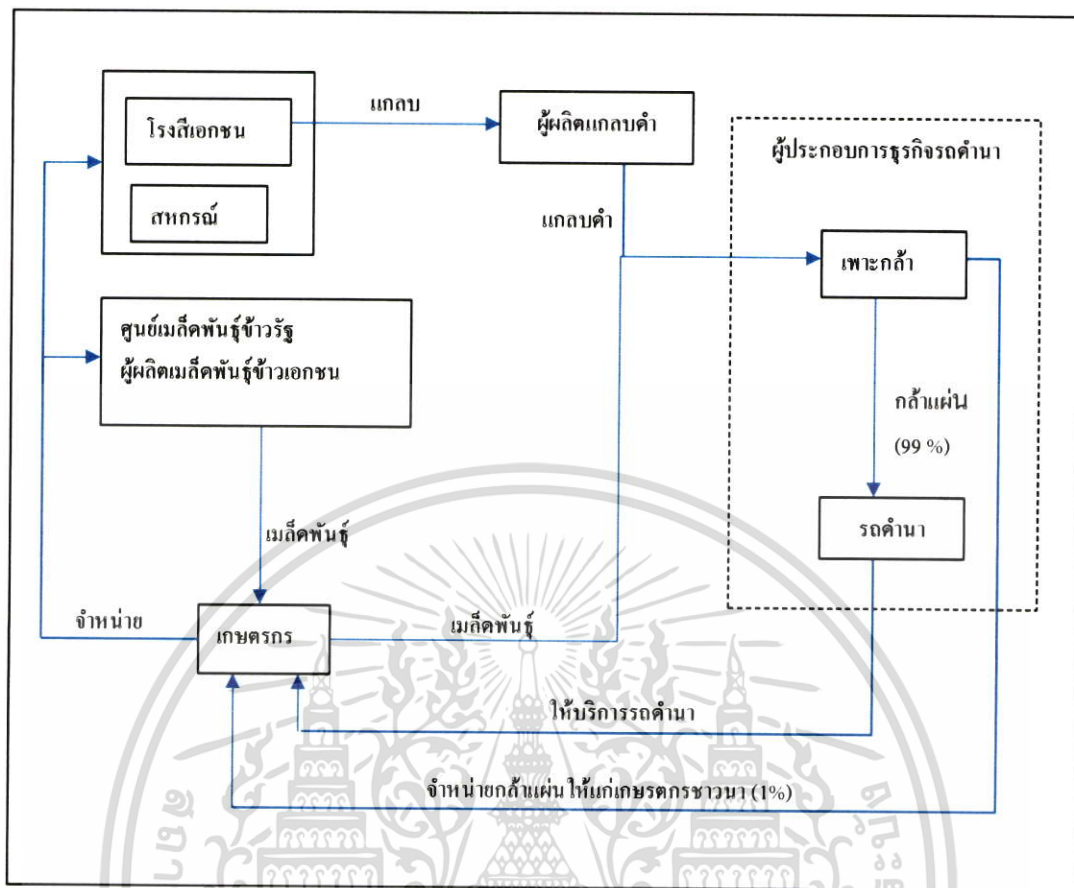 โรงสีเอกชน
แกลบ
ผู้ผลิตแกลบดำ
ผู้ประกอบการธุรกิจรถดำนา
สหกรณ์
แกลบดำ
เพาะกล้า
ศูนย์เมล็ดพันธุ์ข้าวรัฐ
ผู้ผลิตเมล็ดพันธุ์ข้าวเอกชน
กล้าแผ่น
(99 %)
รถดำนา
เมล็ดพันธุ์
จำหน่าย
เกษตรกร
เมล็ดพันธุ์
ให้บริการรถดำนา
จำหน่ายกล้าแผ่นให้แก่เกษรตกรชาวนา (1%)